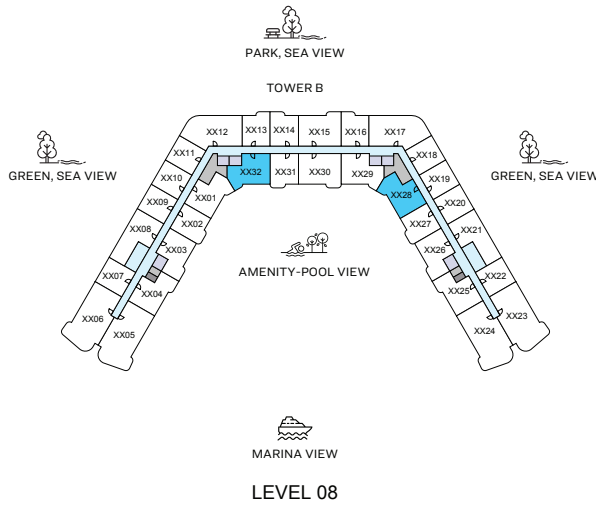 PARK, SEA VIEW
TOWER B
XX12
XX13
XX14
XX15
XX16
XX17
XX11
XX18
GREEN, SEA VIEW
GREEN, SEA VIEW
XX10
XX32
XX31
XX30
XX29
XX19
XX09
XX01
XX28
XX20
XX08
XX02
XX27
XX21
XX03
XX26
AMENITY-POOL VIEW
XX07
XX04
XX25
XX22
XX06
XX05
XX24
XX23
MARINA VIEW
LEVEL 08